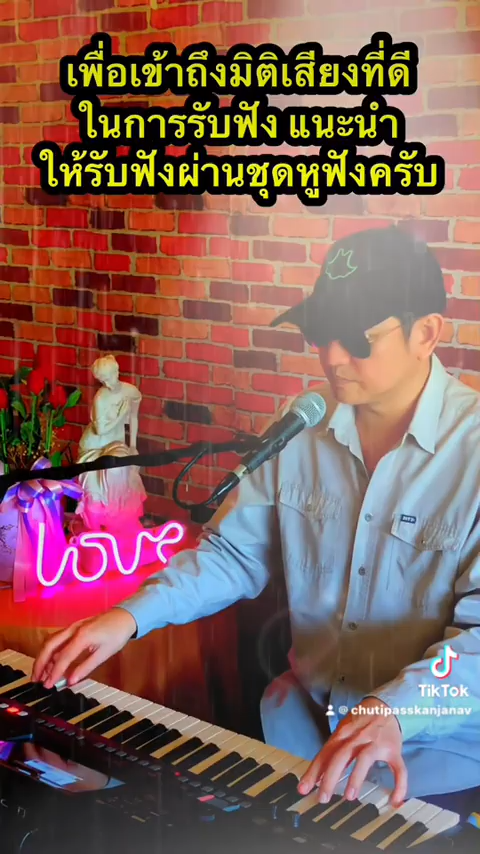 เพื่อเข้าถึงมิติเสียงที่ดี
ในการรับฟัง แนะนำ
ให้รับฟังผ่านชุดหูฟังครับ
love
TikTok
@ chutipasskanjanav